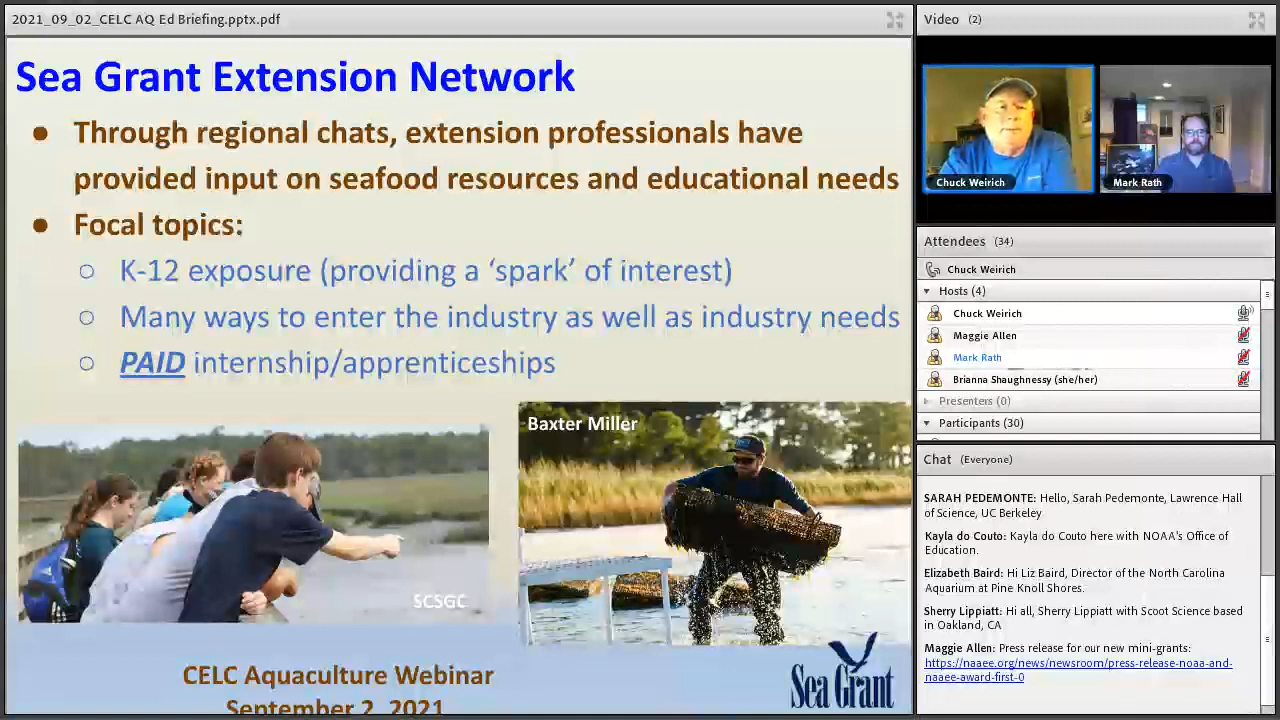 2021_09_02_CELC AQ Ed Briefing.pptx.pdf
Sea Grant Extension Network
● Through regional chats, extension professionals have
provided input on seafood resources and educational needs
● Focal topics:
○ K-12 exposure (providing a ‘spark’ of interest)
○ Many ways to enter the industry as well as industry needs
○ PAID internship/apprenticeships
SCSGC
Baxter Miller
CELC Aquaculture Webinar
September 2, 2021
Sea Grant
Video (2)
Chuck Weirich
Mark Rath
Attendees (34)
Chuck Weirich
Hosts (4)
Chuck Weirich
Maggie Allen
Mark Rath
Brianna Shaughnessy (she/her)
Presenters (0)
Participants (30)
Chat (Everyone)
SARAH PEDEMONTE: Hello, Sarah Pedemonte, Lawrence Hall
of Science, UC Berkeley
Kayla do Couto: Kayla do Couto here with NOAA's Office of
Education.
Elizabeth Baird: Hi Liz Baird, Director of the North Carolina
Aquarium at Pine Knoll Shores.
Sherry Lippiatt: Hi all, Sherry Lippiatt with Scoot Science based
in Oakland, CA
Maggie Allen: Press release for our new mini-grants:
https://naaee.org/news/newsroom/press-release-noaa-and-
naaee-award-first-0